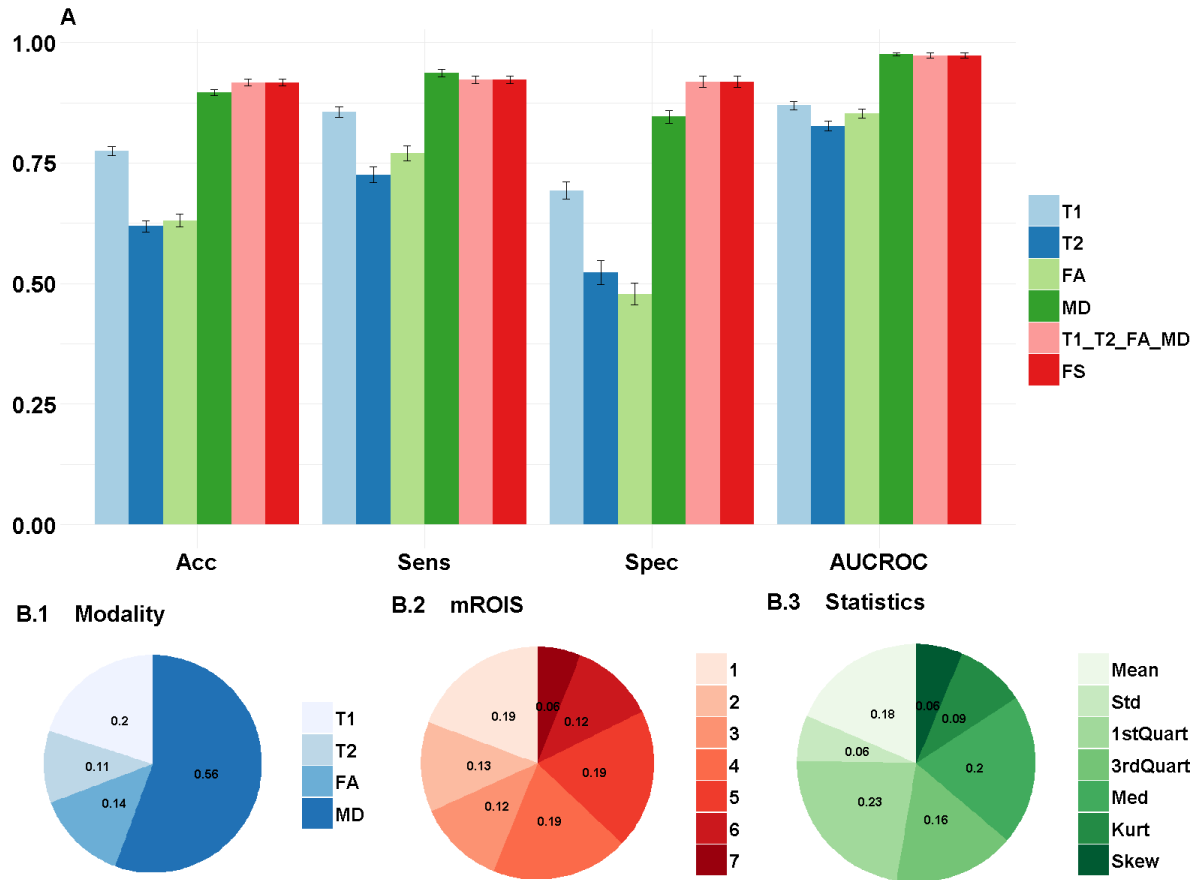 A
1.00
0.75
0.50
0.25
0.00
Acc Sens Spec AUCROC
T1
T2
FA
MD
T1_T2_FA_MD
FS
B.1 Modality
0.2
0.11
0.14
0.56
T1
T2
FA
MD
B.2 mROIS
0.19
0.13
0.12
0.19
0.19
0.12
0.06
1
2
3
4
5
6
7
B.3 Statistics
0.18
0.06
0.23
0.16
0.2
0.09
0.06
Mean
Std
1stQuart
3rdQuart
Med
Kurt
Skew